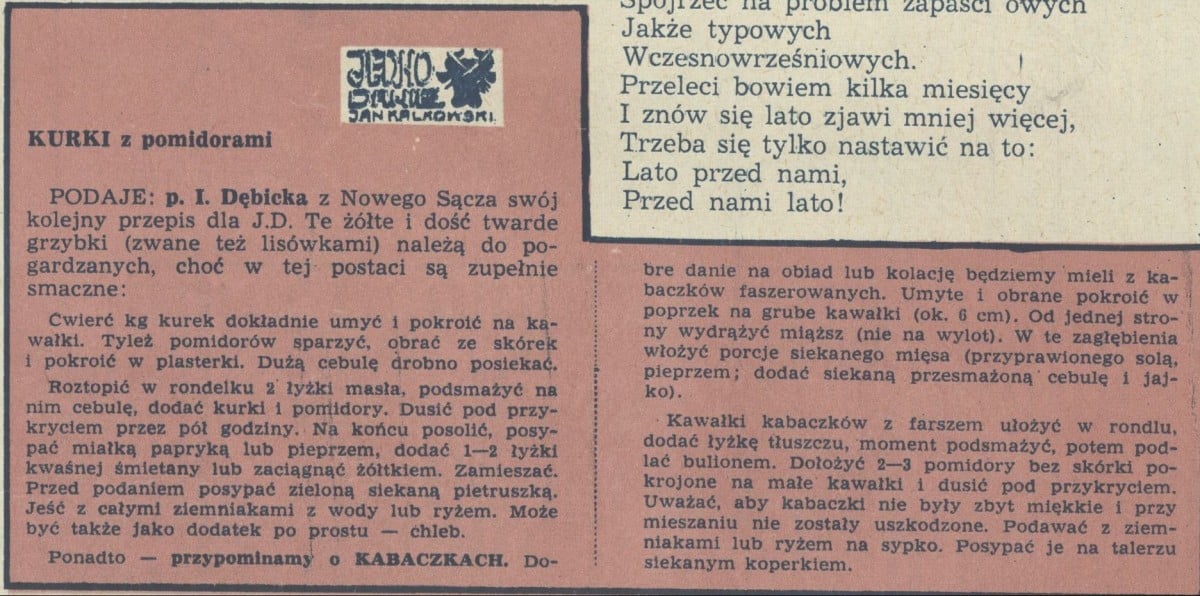 JEDNO
DANIE
JAN KALKOWSKI.
KURKI z pomidorami
PODAJE: p. I. Dębicka z Nowego Sącza swój
kolejny przepis dla J.D. Te żółte i dość twarde
grzybki (zwane też lisówkami) należą do po-
gardzanych, choć w tej postaci są zupełnie
smaczne:
Ćwierć kg kurek dokładnie umyć i pokroić na ka-
wałki. Tyleż pomidorów sparzyć, obrać ze skórek
i pokroić w plasterki. Dużą cebulę drobno posiekać.
Roztopić w rondelku 2 łyżki masła, podsmażyć na
nim cebulę, dodać kurki i pomidory. Dusić pod przy-
kryciem przez pół godziny. Na końcu posolić, posy-
pać miałką papryką lub pieprzem, dodać 1—2 łyżki
kwaśnej śmietany lub zaciągnąć żółtkiem. Zamieszać.
Przed podaniem posypać zieloną siekaną pietruszką.
Jeść z całymi ziemniakami z wody lub ryżem. Może
być także jako dodatek po prostu — chleb.
Ponadto — przypominamy o KABACZKACH. Do-
bre danie na obiad lub kolację będziemy mieli z ka-
baczków faszerowanych. Umyte i obrane pokroić w
poprzek na grube kawałki (ok. 6 cm). Od jednej stro-
ny wydrążyć miąższ (nie na wylot). W te zagłębienia
włożyć porcje siekanego mięsa (przyprawionego solą,
pieprzem; dodać siekaną przesmażoną cebulę i jaj-
ko).
Kawałki kabaczków z farszem ułożyć w rondlu,
dodać łyżkę tłuszczu, moment podsmażyć, potem pod-
lać bulionem. Dołożyć 2—3 pomidory bez skórki po-
krojone na małe kawałki i dusić pod przykryciem.
Uważać, aby kabaczki nie były zbyt miękkie i przy
mieszaniu nie zostały uszkodzone. Podawać z ziem-
niakami lub ryżem na sypko. Posypać je na talerzu
siekanym koperkiem.
Spojrzeć na problem zapaści owych
Jakże typowych
Wczesnowrześniowych.
Przeleci bowiem kilka miesięcy
I znów się lato zjawi mniej więcej,
Trzeba się tylko nastawić na to:
Lato przed nami,
Przed nami lato!